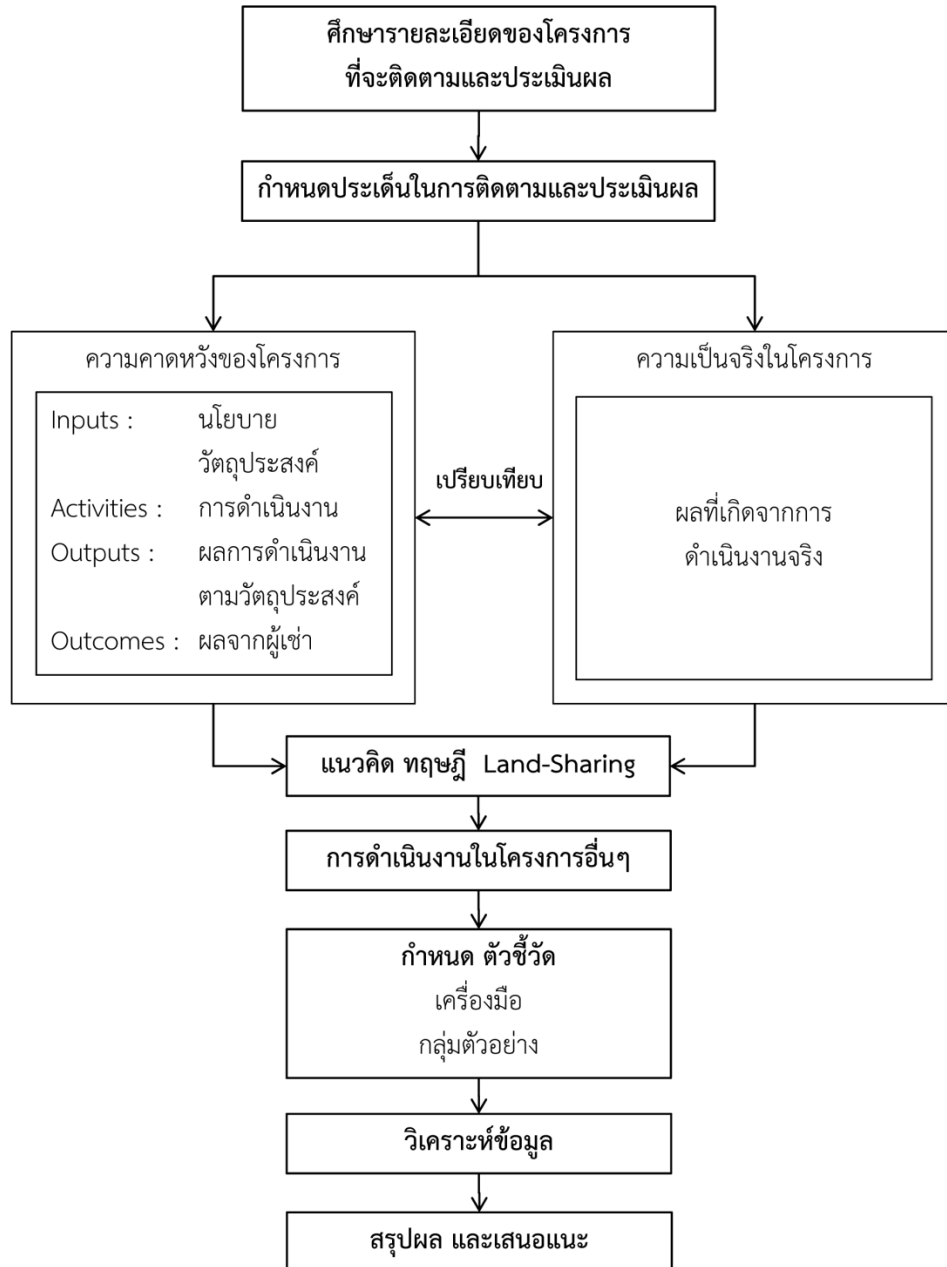 ศึกษารายละเอียดของโครงการ
ที่จะติดตามและประเมินผล
กำหนดประเด็นในการติดตามและประเมินผล
ความคาดหวังของโครงการ
Inputs : นโยบาย
วัตถุประสงค์
Activities : การดำเนินงาน
Outputs : ผลการดำเนินงาน
ตามวัตถุประสงค์
Outcomes : ผลจากผู้เช่า
เปรียบเทียบ
ความเป็นจริงในโครงการ
ผลที่เกิดจากการ
ดำเนินงานจริง
แนวคิด ทฤษฎี Land-Sharing
การดำเนินงานในโครงการอื่นๆ
กำหนด ตัวชี้วัด
เครื่องมือ
กลุ่มตัวอย่าง
วิเคราะห์ข้อมูล
สรุปผล และเสนอแนะ